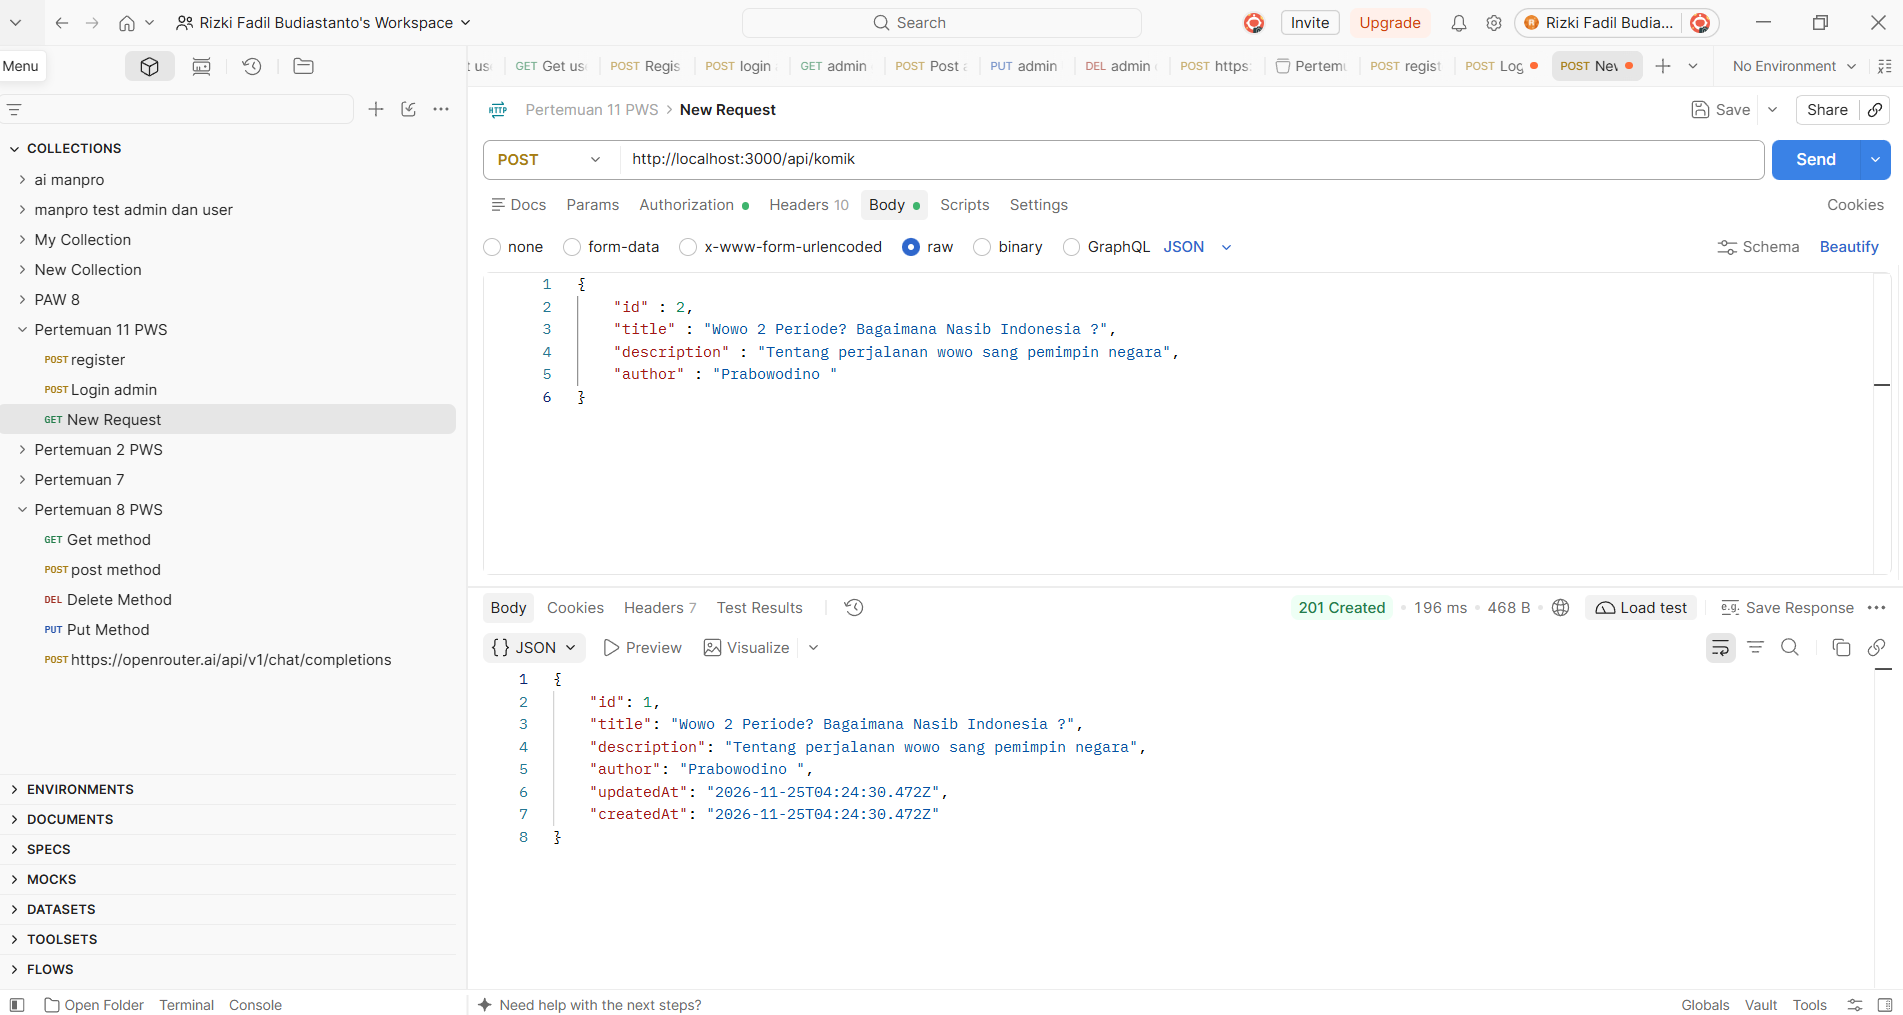 Rizki Fadil Budiastanto's Workspace
Search
Invite
Upgrade
Rizki Fadil Budia...
Menu
GET Get us
POST Regis
POST login
GET admin
POST Post a
PUT admin
DEL admin
POST https:
Pertemu
POST regist
POST Log
POST New
No Environment
Pertemuan 11 PWS > New Request
Save
Share
COLLECTIONS
ai manpro
manpro test admin dan user
My Collection
New Collection
PAW 8
Pertemuan 11 PWS
POST register
POST Login admin
GET New Request
Pertemuan 2 PWS
Pertemuan 7
Pertemuan 8 PWS
GET Get method
POST post method
DEL Delete Method
PUT Put Method
POST https://openrouter.ai/api/v1/chat/completions
ENVIRONMENTS
DOCUMENTS
SPECS
MOCKS
DATASETS
TOOLSETS
FLOWS
POST http://localhost:3000/api/komik
Send
Docs Params Authorization Headers 10 Body Scripts Settings Cookies
none form-data x-www-form-urlencoded raw binary GraphQL JSON Schema Beautify
1 {
2 "id" : 2,
3 "title" : "Wowo 2 Periode? Bagaimana Nasib Indonesia ?",
4 "description" : "Tentang perjalanan wowo sang pemimpin negara",
5 "author" : "Prabowodino "
6 }
Body Cookies Headers 7 Test Results 201 Created • 196 ms • 468 B • Load test e.g. Save Response
{} JSON Preview Visualize
1 {
2 "id": 1,
3 "title": "Wowo 2 Periode? Bagaimana Nasib Indonesia ?",
4 "description": "Tentang perjalanan wowo sang pemimpin negara",
5 "author": "Prabowodino ",
6 "updatedAt": "2026-11-25T04:24:30.472Z",
7 "createdAt": "2026-11-25T04:24:30.472Z"
8 }
Open Folder Terminal Console Need help with the next steps? Globals Vault Tools